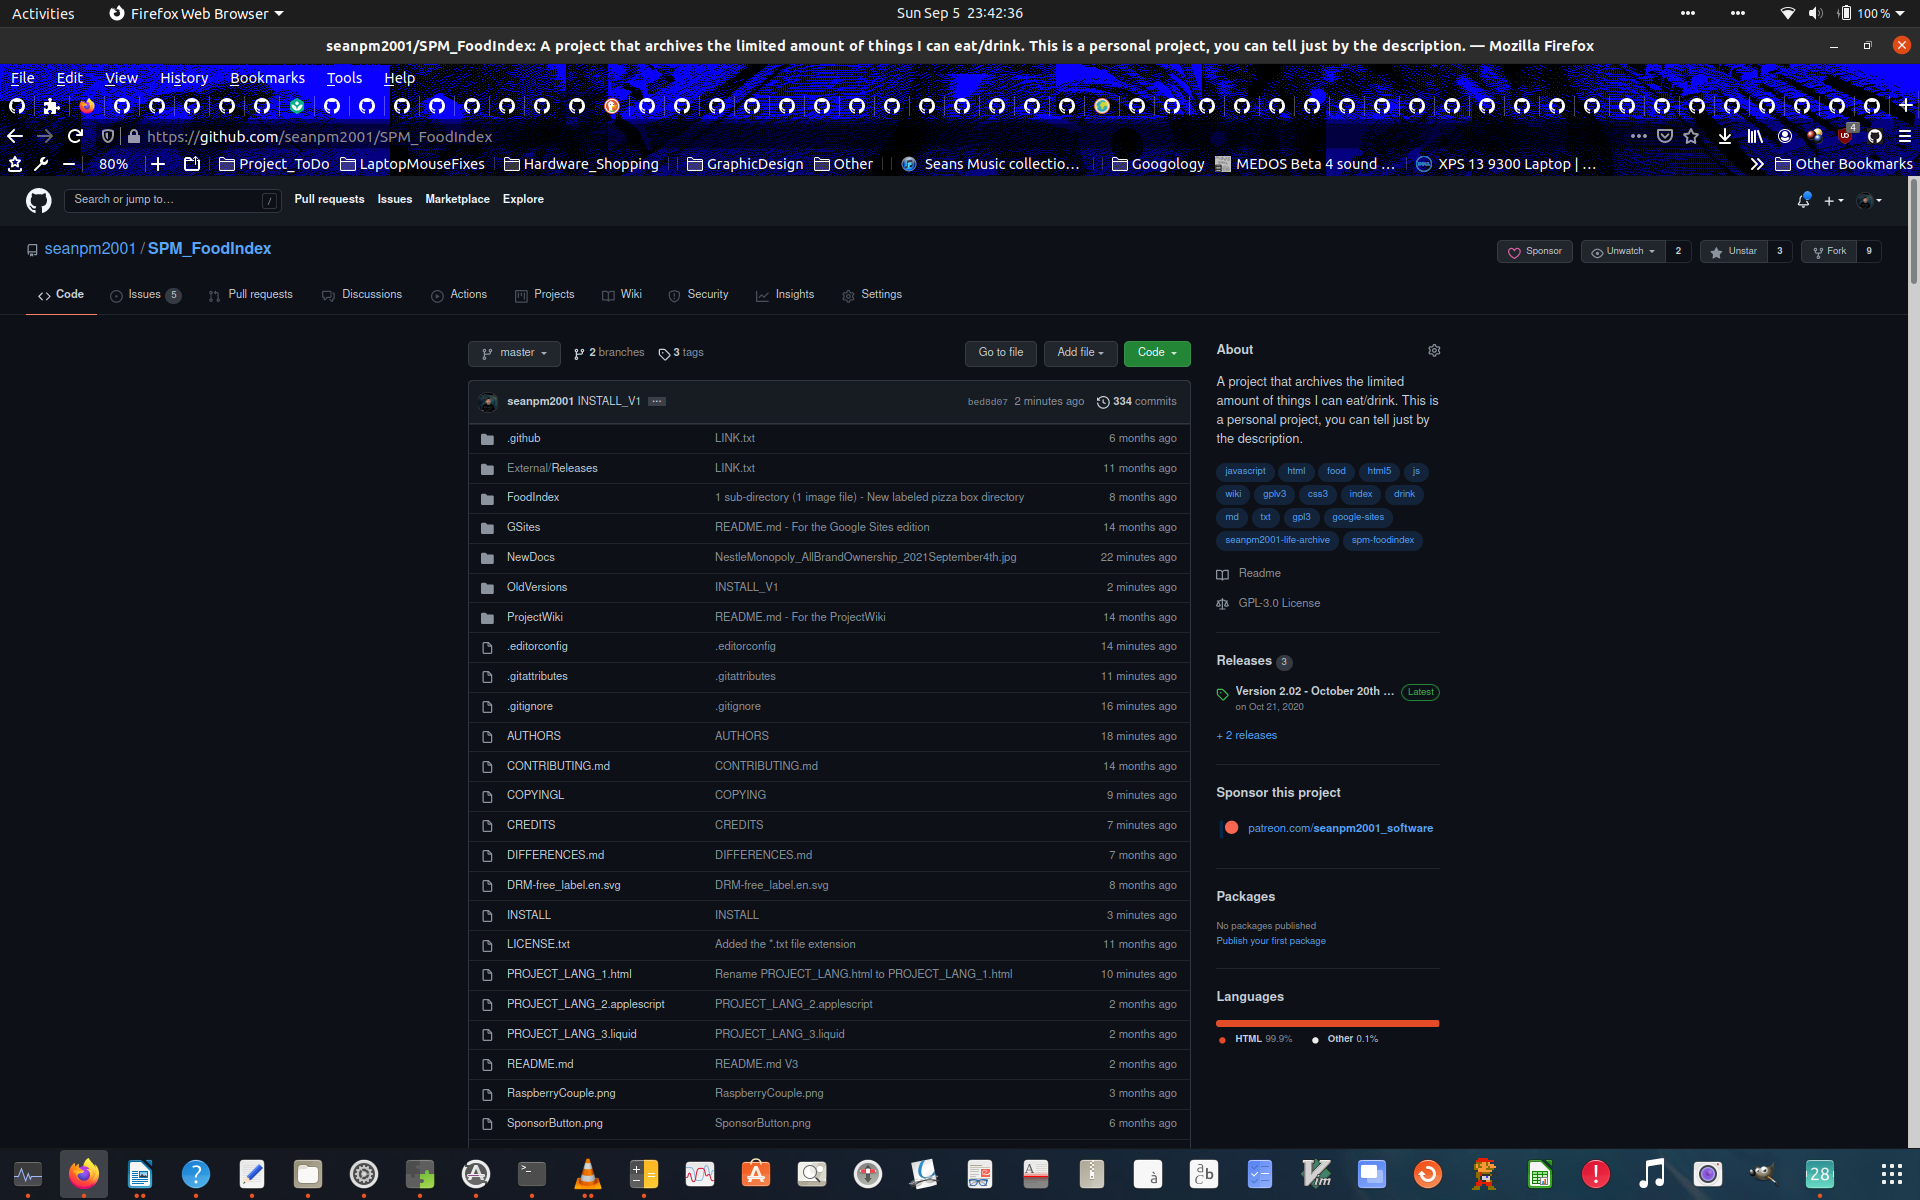 Activities
Firefox Web Browser
Sun Sep 5 23:42:36
100 %
seanpm2001/SPM_FoodIndex: A project that archives the limited amount of things I can eat/drink. This is a personal project, you can tell just by the description. — Mozilla Firefox
File Edit View History Bookmarks Tools Help
https://github.com/seanpm2001/SPM_FoodIndex
4
80%
Project_ToDo
LaptopMouseFixes
Hardware_Shopping
GraphicDesign
Other
Seans Music collectio…
Googology
MEDOS Beta 4 sound …
XPS 13 9300 Laptop | …
Other Bookmarks
Search or jump to… /
Pull requests Issues Marketplace Explore
seanpm2001 / SPM_FoodIndex
Sponsor
Unwatch 2
Unstar 3
Fork 9
Code
Issues 5
Pull requests
Discussions
Actions
Projects
Wiki
Security
Insights
Settings
master
2 branches
3 tags
Go to file
Add file
Code
seanpm2001 INSTALL_V1 ...
bed8d07 2 minutes ago
334 commits
.github LINK.txt 6 months ago
External/Releases LINK.txt 11 months ago
FoodIndex 1 sub-directory (1 image file) - New labeled pizza box directory 8 months ago
GSites README.md - For the Google Sites edition 14 months ago
NewDocs NestleMonopoly_AllBrandOwnership_2021September4th.jpg 22 minutes ago
OldVersions INSTALL_V1 2 minutes ago
ProjectWiki README.md - For the ProjectWiki 14 months ago
.editorconfig .editorconfig 14 minutes ago
.gitattributes .gitattributes 11 minutes ago
.gitignore .gitignore 16 minutes ago
AUTHORS AUTHORS 18 minutes ago
CONTRIBUTING.md CONTRIBUTING.md 14 months ago
COPYINGL COPYING 9 minutes ago
CREDITS CREDITS 7 minutes ago
DIFFERENCES.md DIFFERENCES.md 7 months ago
DRM-free_label.en.svg DRM-free_label.en.svg 8 months ago
INSTALL INSTALL 3 minutes ago
LICENSE.txt Added the *.txt file extension 11 months ago
PROJECT_LANG_1.html Rename PROJECT_LANG.html to PROJECT_LANG_1.html 10 minutes ago
PROJECT_LANG_2.applescript PROJECT_LANG_2.applescript 2 months ago
PROJECT_LANG_3.liquid PROJECT_LANG_3.liquid 2 months ago
README.md README.md V3 2 months ago
RaspberryCouple.png RaspberryCouple.png 3 months ago
SponsorButton.png SponsorButton.png 6 months ago
About
A project that archives the limited
amount of things I can eat/drink. This is
a personal project, you can tell just by
the description.
javascript html food html5 js
wiki gplv3 css3 index drink
md txt gpl3 google-sites
seanpm2001-life-archive spm-foodindex
Readme
GPL-3.0 License
Releases 3
Version 2.02 - October 20th ... Latest
on Oct 21, 2020
+ 2 releases
Sponsor this project
patreon.com/seanpm2001_software
Packages
No packages published
Publish your first package
Languages
HTML 99.9% Other 0.1%
28